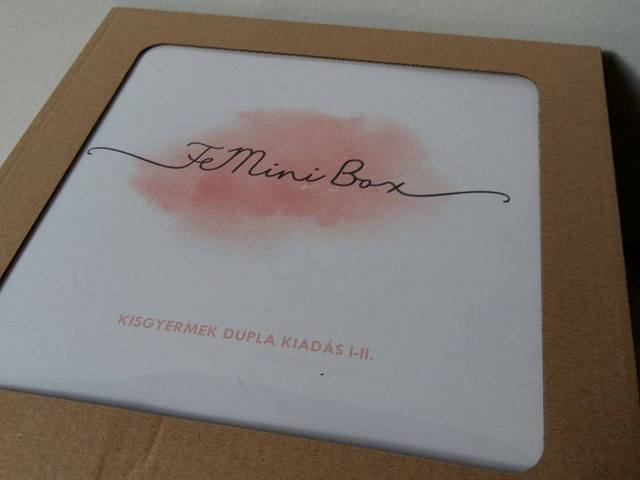 FeMini Box
KISGYERMEK DUPLA KIADÁS I-II.